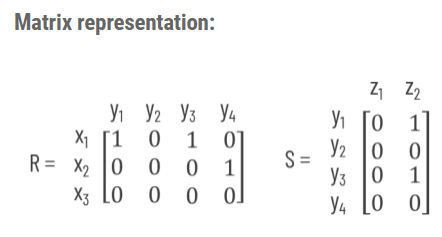 Matrix representation:
z₁ z₂
y₁ y₂ y₃ y₄ y₁ 0 1
x₁ 1 0 1 0 y₂ 0 0
R = x₂ 0 0 0 1 S = y₃ 0 1
x₃ 0 0 0 0 y₄ 0 0